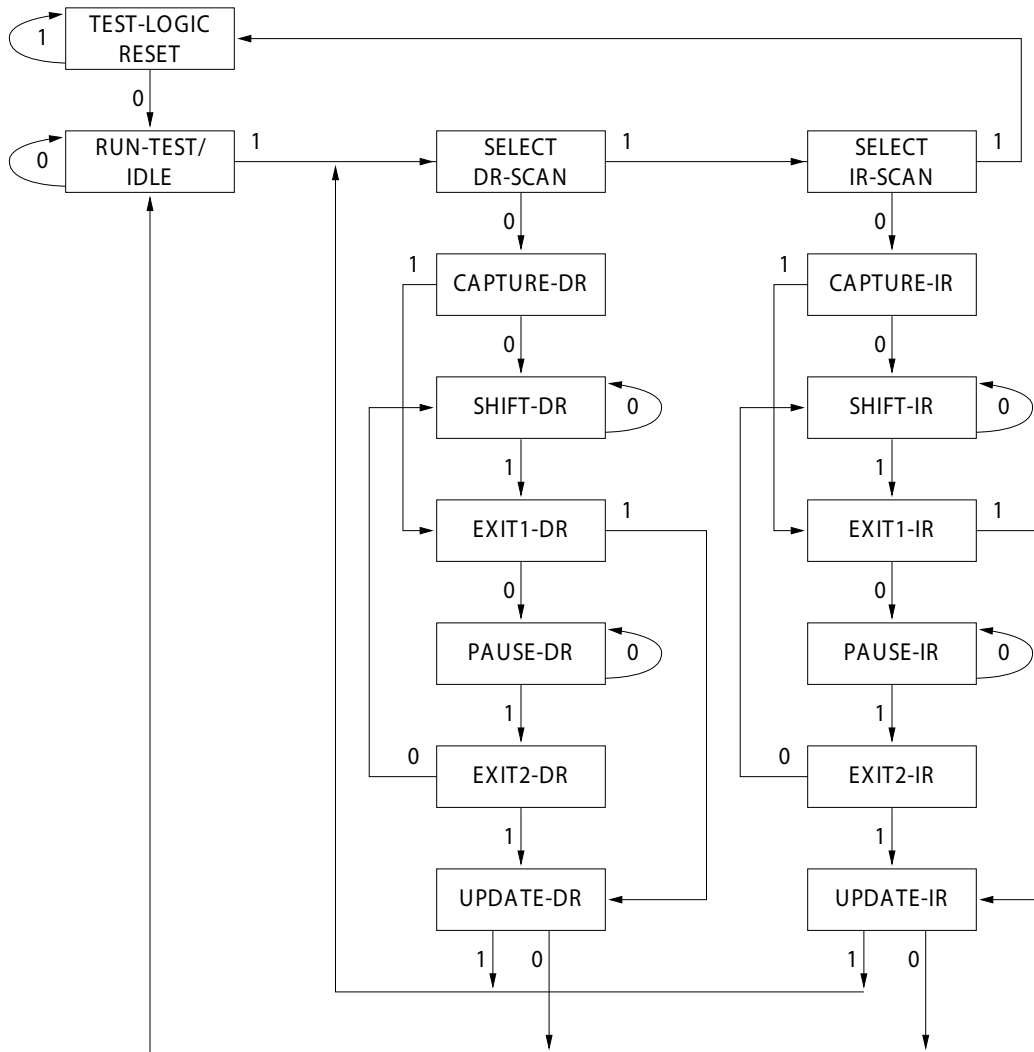 TEST-LOGIC
RESET
1
0
RUN-TEST/
IDLE
0
1
SELECT
DR-SCAN
1
SELECT
IR-SCAN
1
0
0
1
CAPTURE-DR
1
CAPTURE-IR
0
0
SHIFT-DR
0
SHIFT-IR
0
1
1
EXIT1-DR
1
EXIT1-IR
1
0
0
PAUSE-DR
0
PAUSE-IR
0
1
1
0
EXIT2-DR
0
EXIT2-IR
1
1
UPDATE-DR
UPDATE-IR
1
0
1
0